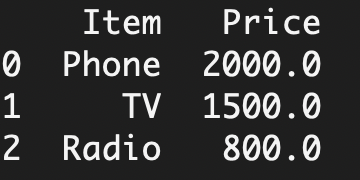 Item Price
0 Phone 2000.0
1 TV 1500.0
2 Radio 800.0